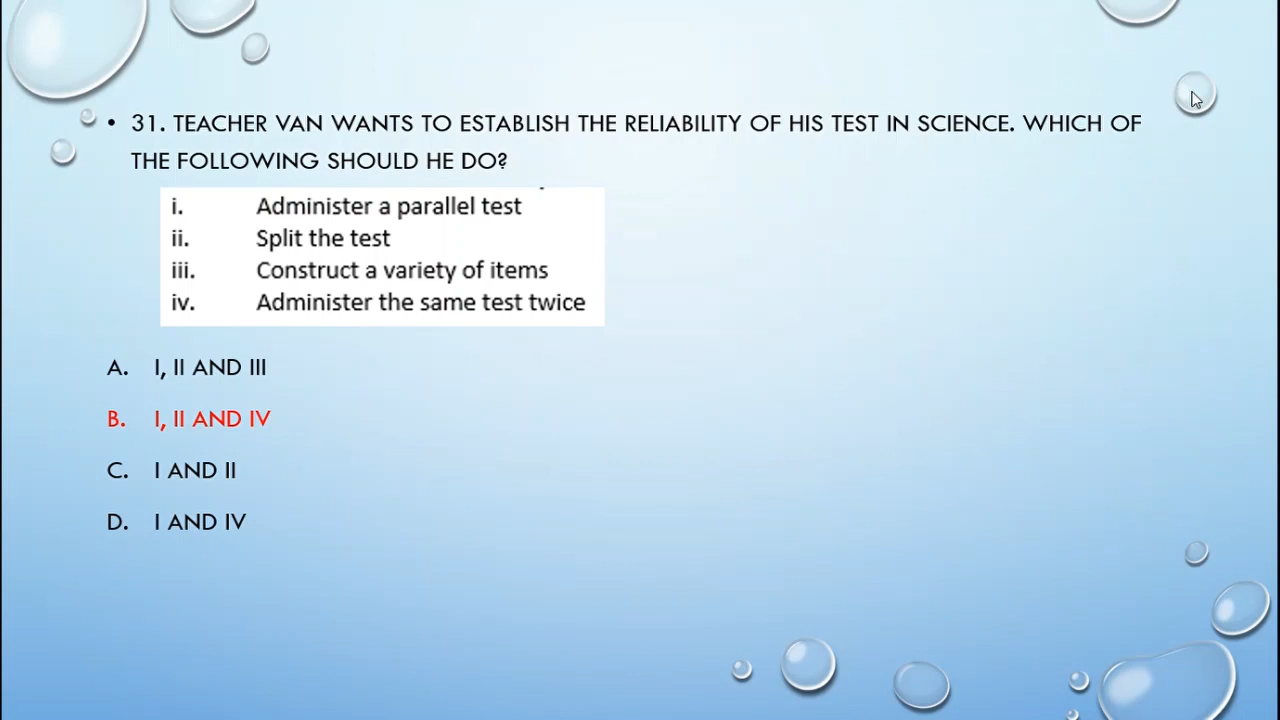 • 31. TEACHER VAN WANTS TO ESTABLISH THE RELIABILITY OF HIS TEST IN SCIENCE. WHICH OF
THE FOLLOWING SHOULD HE DO?
i. Administer a parallel test
ii. Split the test
iii. Construct a variety of items
iv. Administer the same test twice
A. I, II AND III
B. I, II AND IV
C. I AND II
D. I AND IV